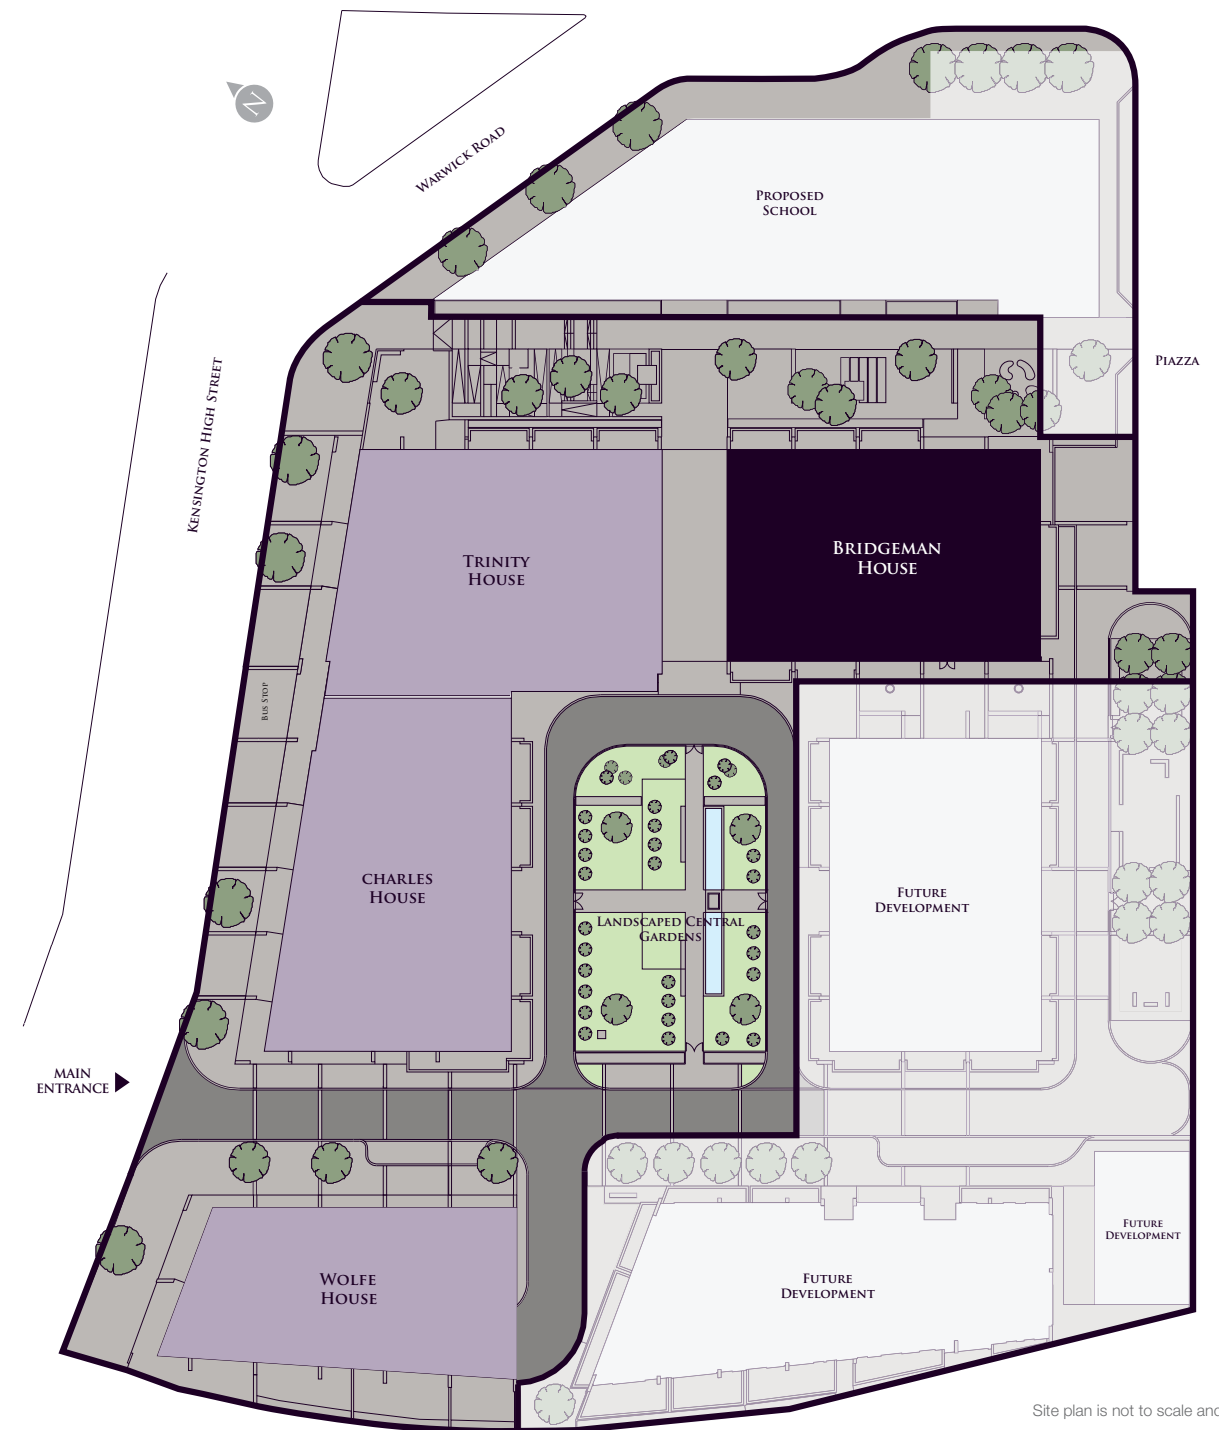 N
WARWICK ROAD
PROPOSED
SCHOOL
PIAZZA
KENSINGTON HIGH STREET
TRINITY
HOUSE
BRIDGEMAN
HOUSE
BUS STOP
CHARLES
HOUSE
LANDSCAPED CENTRAL
GARDENS
FUTURE
DEVELOPMENT
MAIN
ENTRANCE
FUTURE
DEVELOPMENT
WOLFE
HOUSE
FUTURE
DEVELOPMENT
Site plan is not to scale and